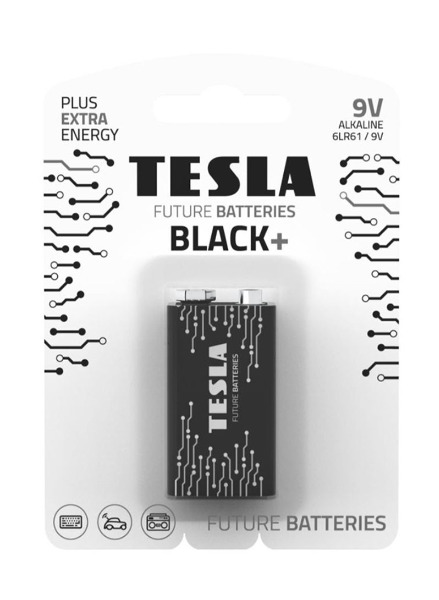 PLUS
EXTRA
ENERGY
9V
ALKALINE
6LR61 / 9V
TESLA
FUTURE BATTERIES
BLACK+
TESLA
FUTURE BATTERIES
FUTURE BATTERIES